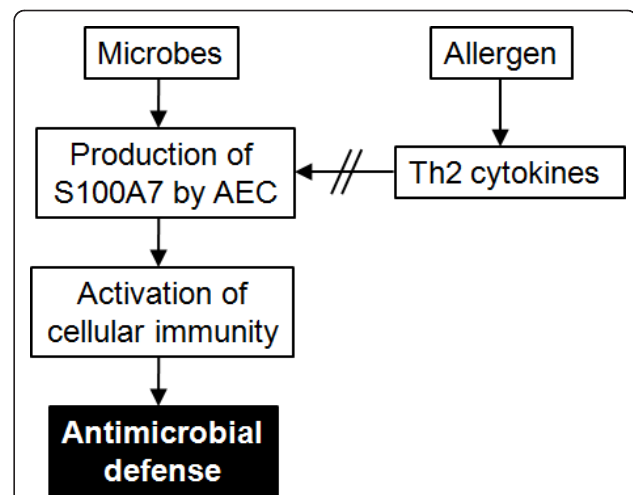 Microbes
Allergen
Production of
S100A7 by AEC
Th2 cytokines
Activation of
cellular immunity
Antimicrobial
defense